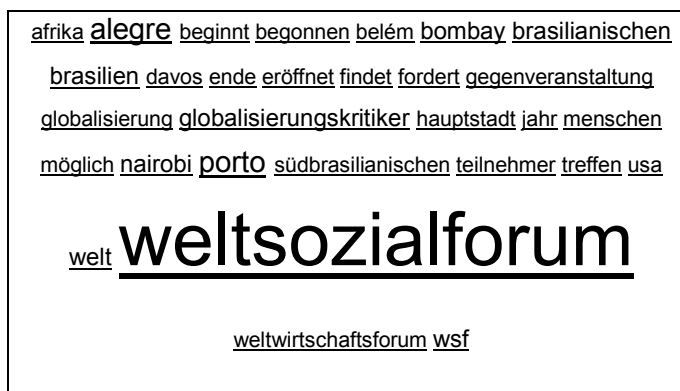 afrika alegre beginnt begonnen belém bombay brasilianischen
brasilien davos ende eröffnet findet fordert gegenveranstaltung
globalisierung globalisierungskritiker hauptstadt jahr menschen
möglich nairobi porto südbrasilianischen teilnehmer treffen usa
welt weltsozialforum
weltwirtschaftsforum wsf